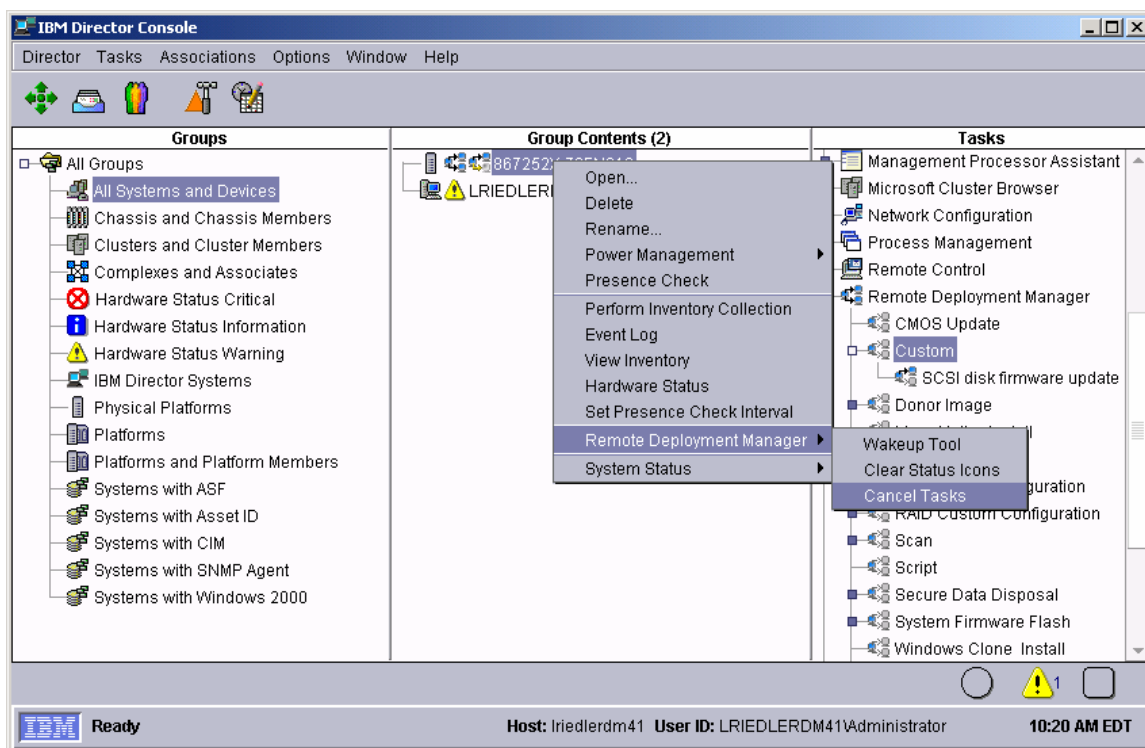 IBM Director Console
Director Tasks Associations Options Window Help
Groups
All Groups
All Systems and Devices
Chassis and Chassis Members
Clusters and Cluster Members
Complexes and Associates
Hardware Status Critical
Hardware Status Information
Hardware Status Warning
IBM Director Systems
Physical Platforms
Platforms
Platforms and Platform Members
Systems with ASF
Systems with Asset ID
Systems with CIM
Systems with SNMP Agent
Systems with Windows 2000
Group Contents (2)
Open...
Delete
Rename...
Power Management
Presence Check
Perform Inventory Collection
Event Log
View Inventory
Hardware Status
Set Presence Check Interval
Remote Deployment Manager
System Status
Wakeup Tool
Clear Status Icons
Cancel Tasks
Tasks
Management Processor Assistant
Microsoft Cluster Browser
Network Configuration
Process Management
Remote Control
Remote Deployment Manager
CMOS Update
Custom
SCSI disk firmware update
Donor Image
RAID Custom Configuration
Scan
Script
Secure Data Disposal
System Firmware Flash
Windows Clone Install
1
IBM Ready Host: lriedlerdm41 User ID: LRIEDLERDM41\Administrator 10:20 AM EDT